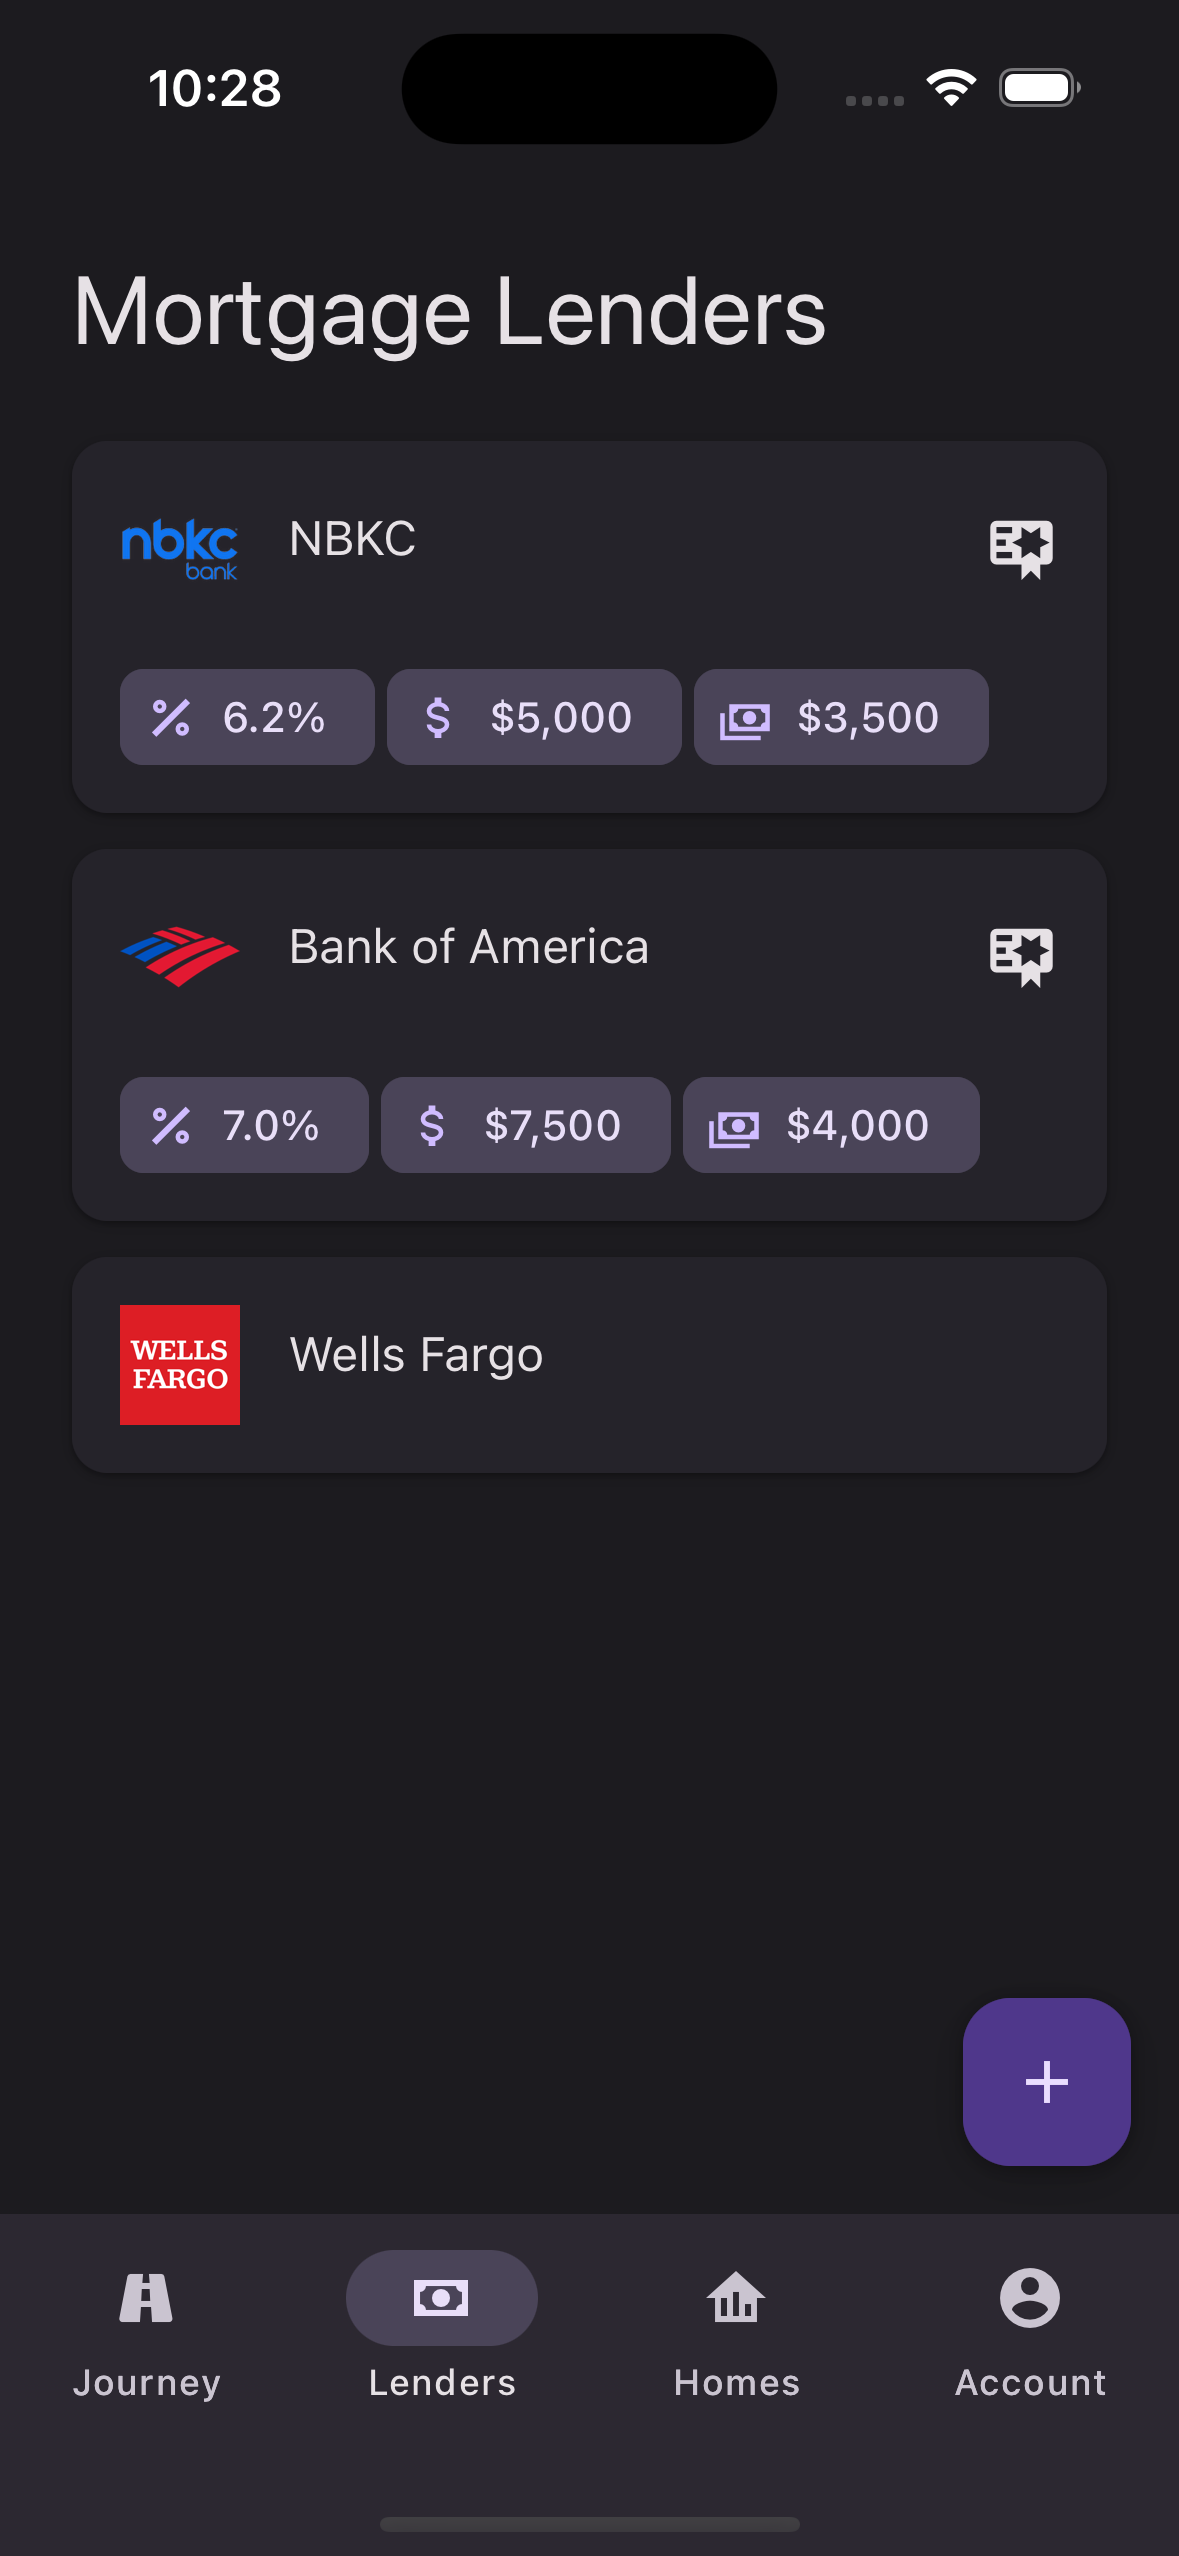 10:28
Mortgage Lenders
nbkc
bank
NBKC
6.2%
$ $5,000
$3,500
Bank of America
7.0%
$ $7,500
$4,000
WELLS
FARGO
Wells Fargo
Journey
Lenders
Homes
Account